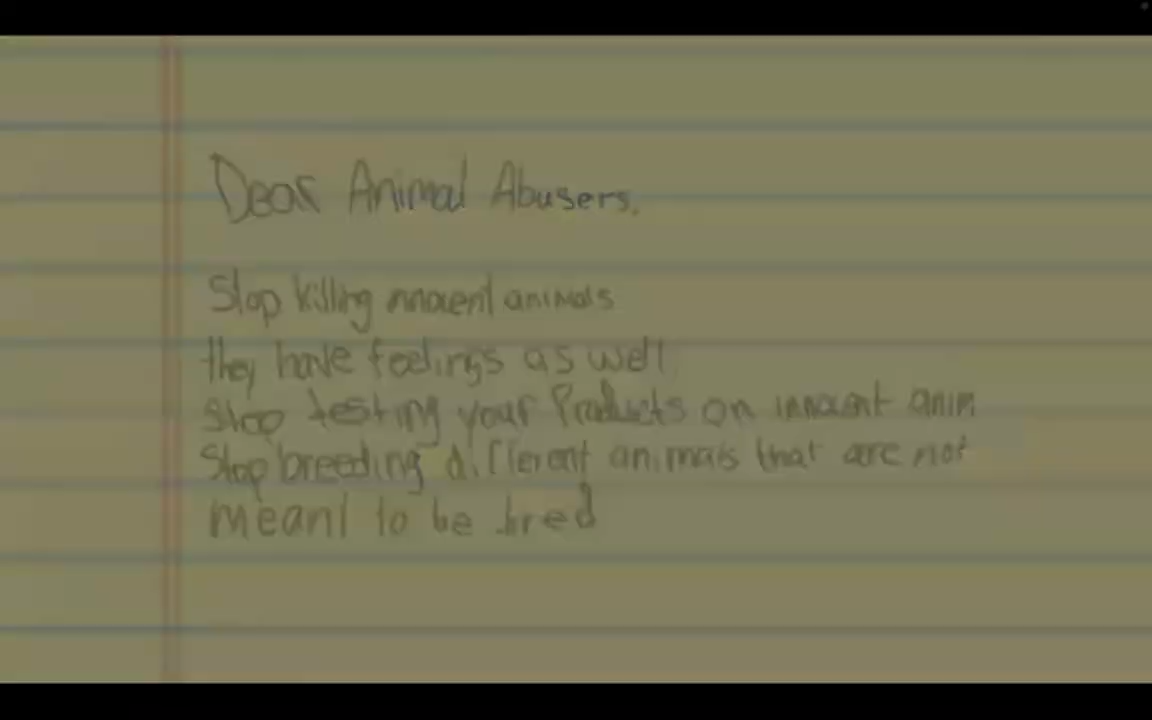 Dear Animal Abusers,
Stop killing innocent animals
they have feelings as well
Stop testing your Products on innocent anim
Stop breeding different animals that are not
meant to be bred